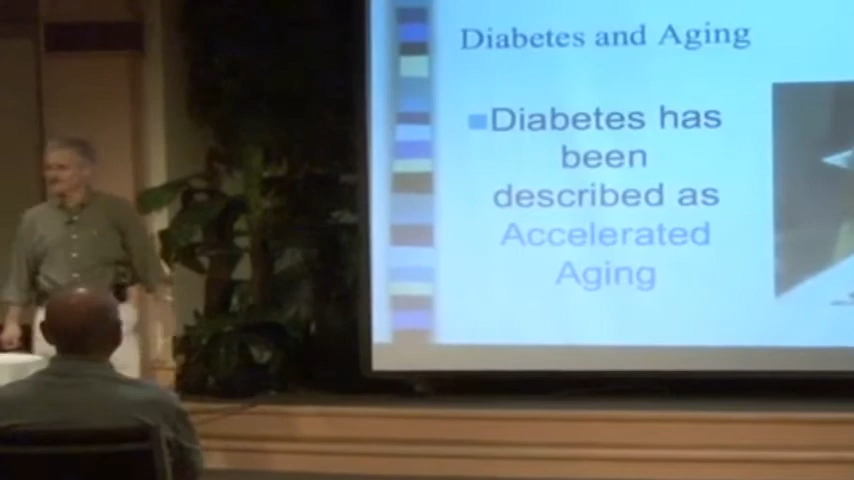 Diabetes and Aging
Diabetes has
been
described as
Accelerated
Aging